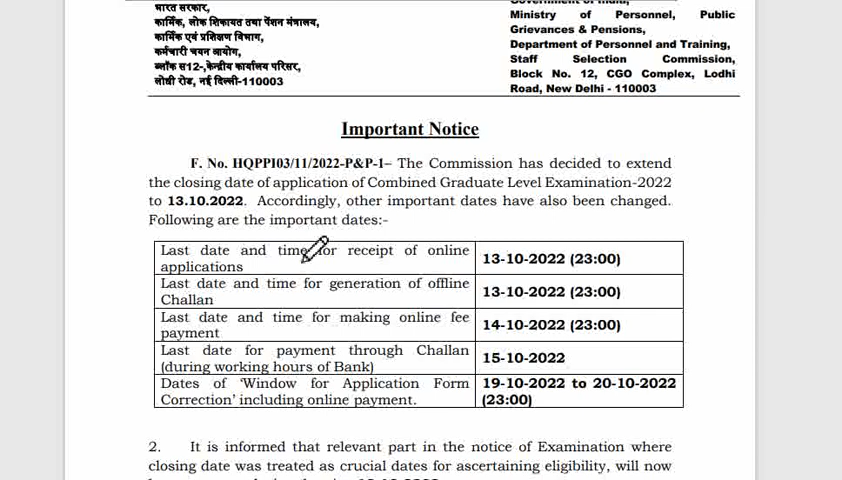 भारत सरकार,
कार्मिक, लोक शिकायत तथा पेंशन मंत्रालय,
कार्मिक एवं प्रशिक्षण विभाग,
कर्मचारी चयन आयोग,
ब्लॉक स12-,केन्द्रीय कार्यालय परिसर,
लोधी रोड, नई दिल्ली-110003
Government of India,
Ministry of Personnel, Public
Grievances & Pensions,
Department of Personnel and Training,
Staff Selection Commission,
Block No. 12, CGO Complex, Lodhi
Road, New Delhi - 110003
Important Notice
F. No. HQPPI03/11/2022-P&P-1– The Commission has decided to extend
the closing date of application of Combined Graduate Level Examination-2022
to 13.10.2022. Accordingly, other important dates have also been changed.
Following are the important dates:-
Last date and time for receipt of online
applications
13-10-2022 (23:00)
Last date and time for generation of offline
Challan
13-10-2022 (23:00)
Last date and time for making online fee
payment
14-10-2022 (23:00)
Last date for payment through Challan
(during working hours of Bank)
15-10-2022
Dates of ‘Window for Application Form
Correction’ including online payment.
19-10-2022 to 20-10-2022
(23:00)
2. It is informed that relevant part in the notice of Examination where
closing date was treated as crucial dates for ascertaining eligibility, will now